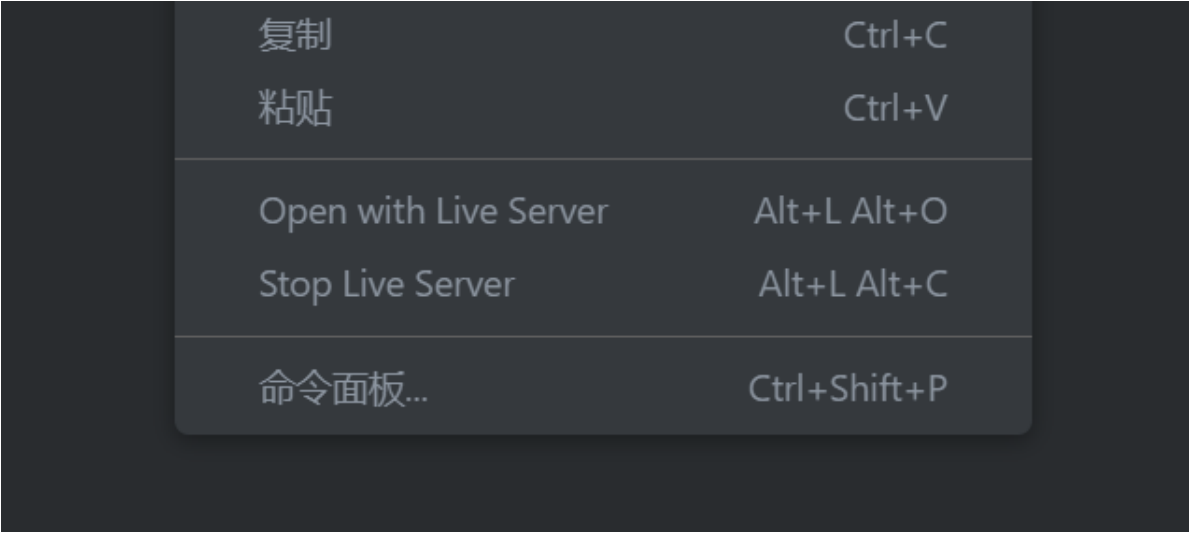 复制 Ctrl+C
粘贴 Ctrl+V
Open with Live Server Alt+L Alt+O
Stop Live Server Alt+L Alt+C
命令面板... Ctrl+Shift+P